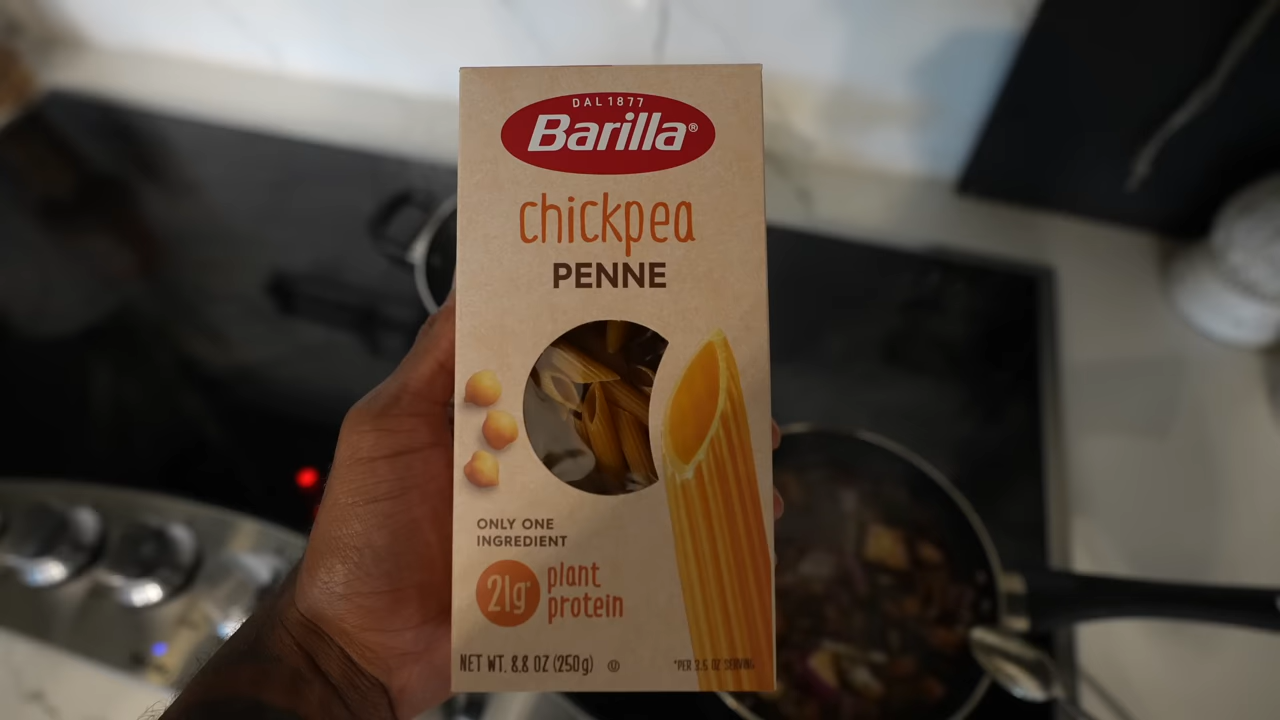 DAL 1877
Barilla®
chickpea
PENNE
ONLY ONE
INGREDIENT
21g* plant
protein
NET WT. 8.8 OZ (250g)
*PER 3.5 OZ SERVING